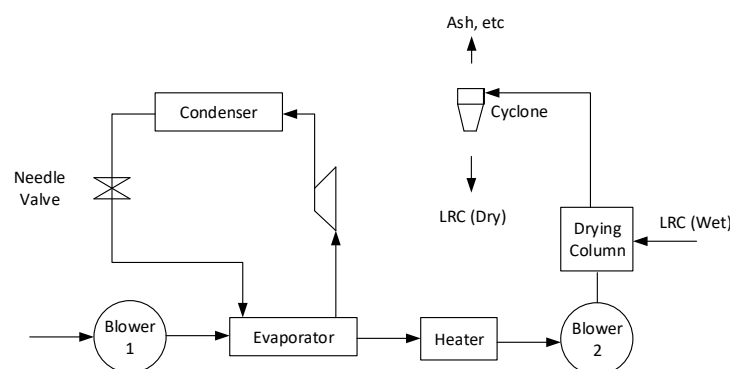 Ash, etc
Condenser
Cyclone
Needle
Valve
LRC (Dry)
Drying
Column
LRC (Wet)
Blower
1
Evaporator
Heater
Blower
2